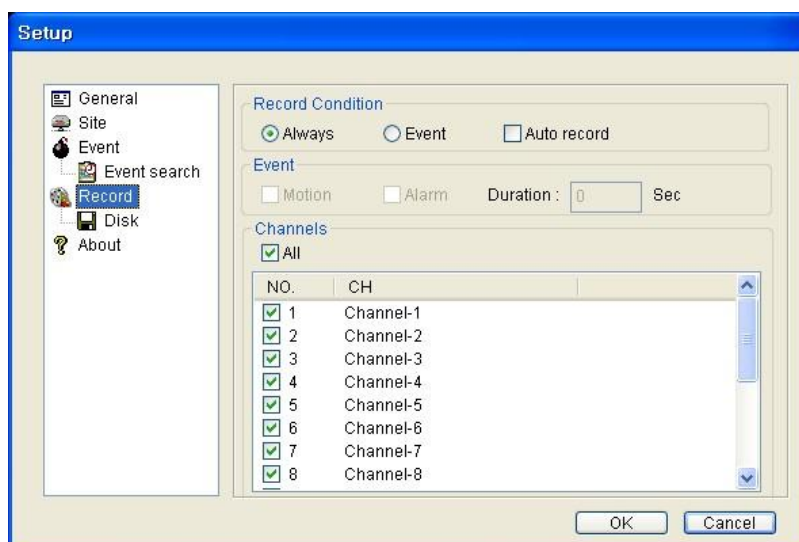 Setup
General
Site
Event
Event search
Record
Disk
About
Record Condition
Always Event Auto record
Event
Motion Alarm Duration : 0 Sec
Channels
All
NO. CH
1 Channel-1
2 Channel-2
3 Channel-3
4 Channel-4
5 Channel-5
6 Channel-6
7 Channel-7
8 Channel-8
OK Cancel